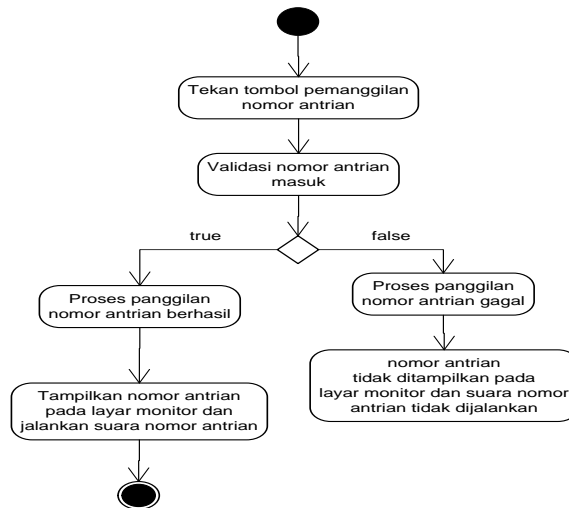 Tekan tombol pemanggilan
nomor antrian
Validasi nomor antrian
masuk
true
false
Proses panggilan
nomor antrian berhasil
Proses panggilan
nomor antrian gagal
Tampilkan nomor antrian
pada layar monitor dan
jalankan suara nomor antrian
nomor antrian
tidak ditampilkan pada
layar monitor dan suara nomor
antrian tidak dijalankan